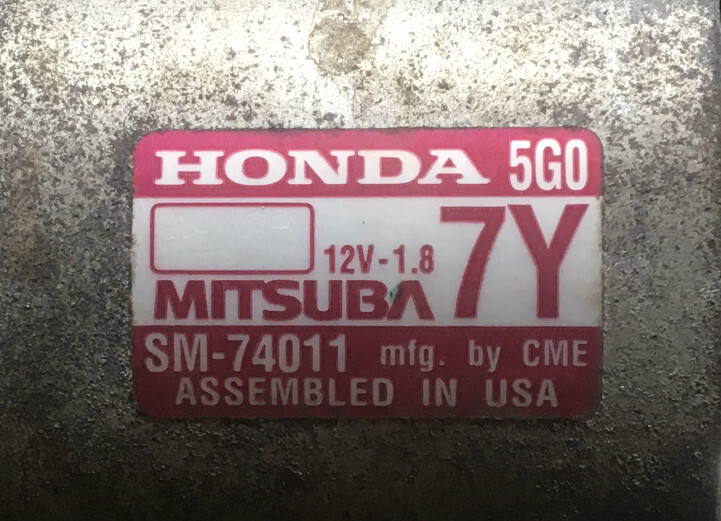 HONDA 5G0
12V-1.8 7Y
MITSUBA
SM-74011 mfg. by CME
ASSEMBLED IN USA